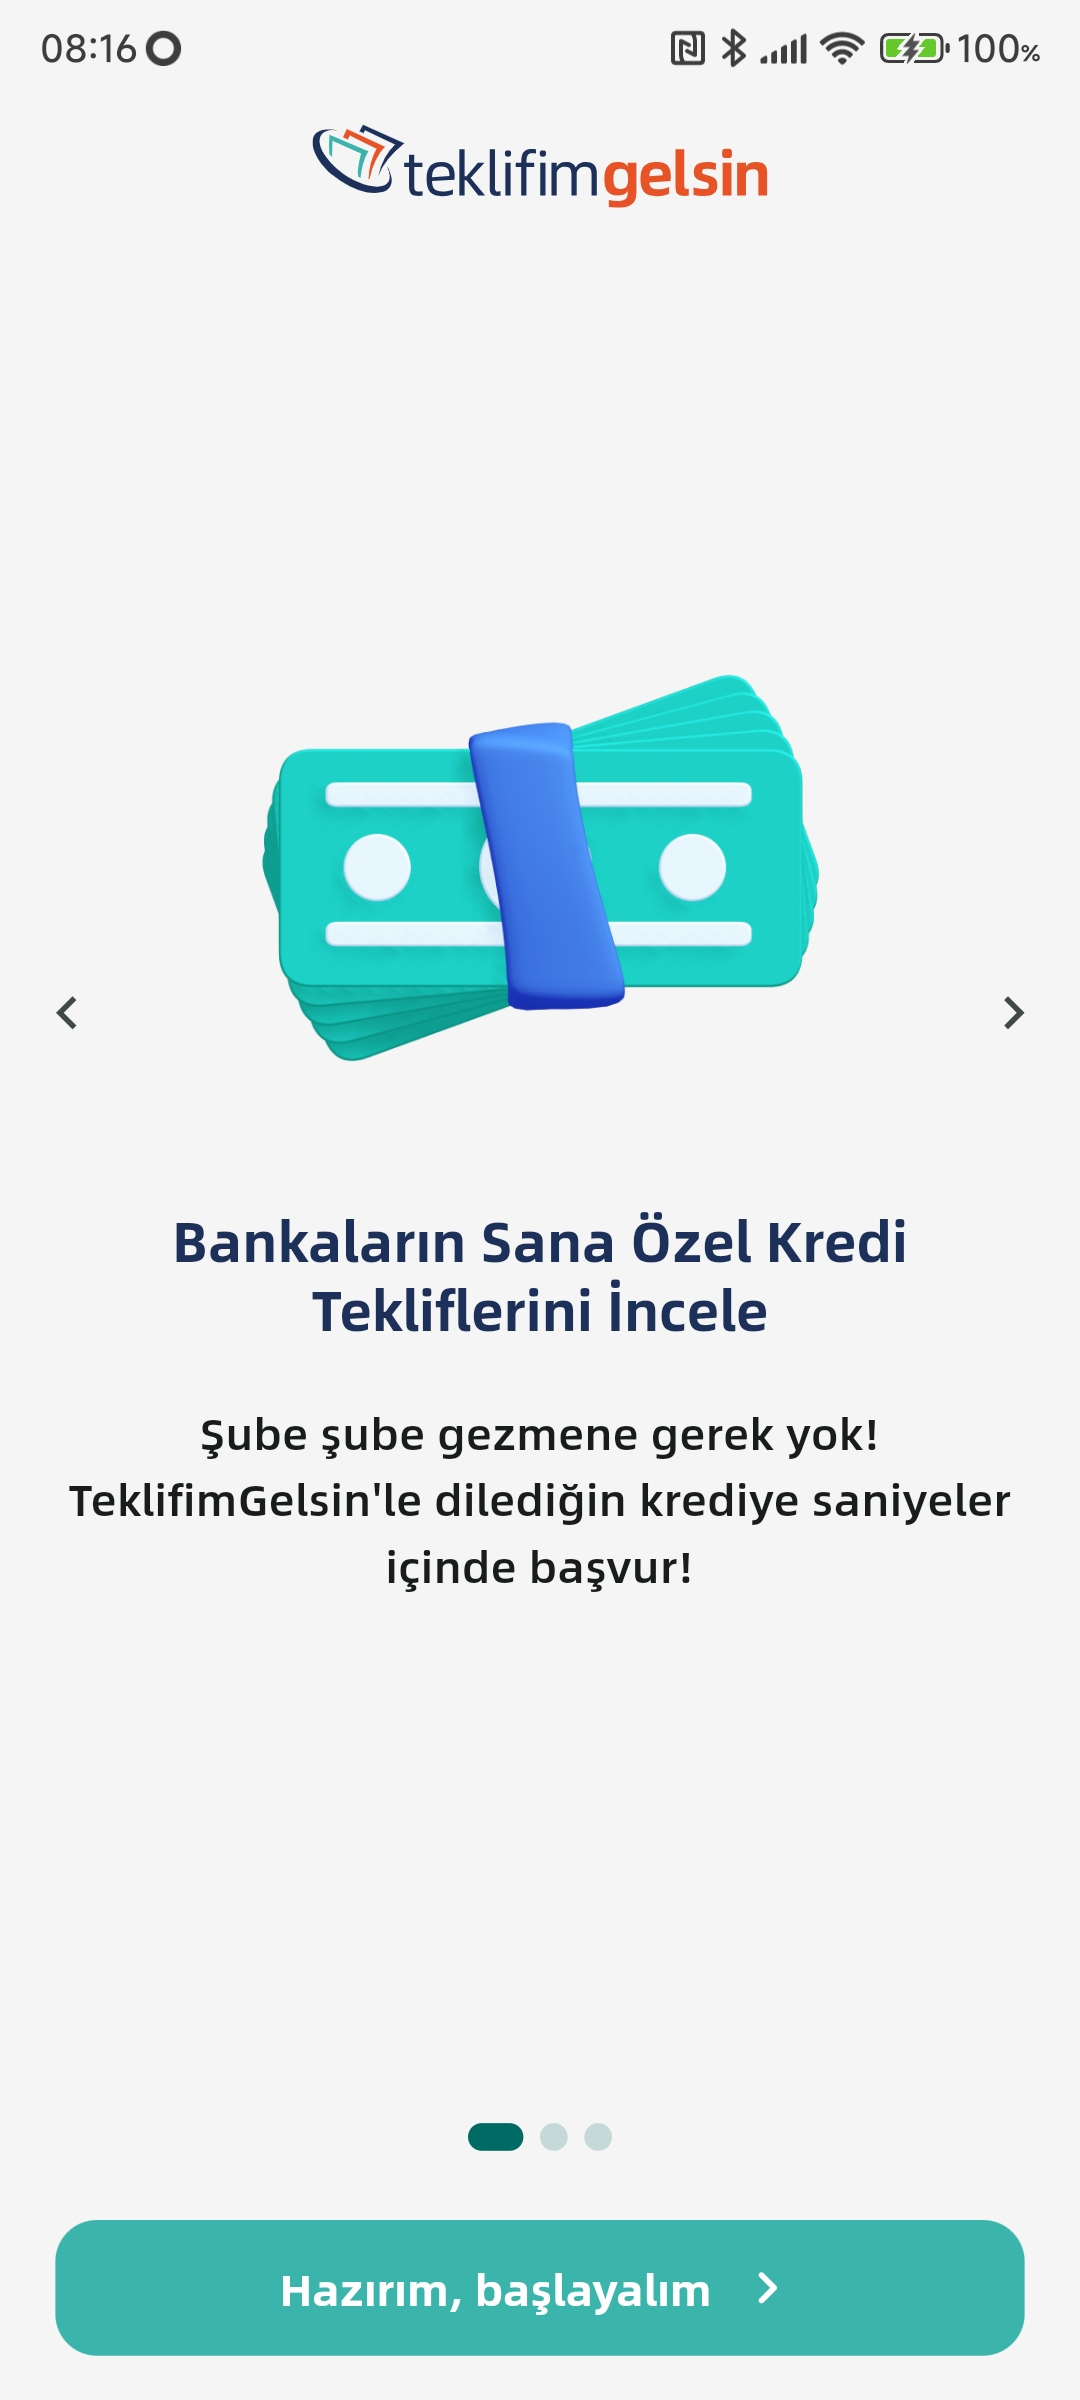 08:16
100%
teklifimgelsin
Bankaların Sana Özel Kredi
Tekliflerini İncele
Şube şube gezmene gerek yok!
TeklifimGelsin'le dilediğin krediye saniyeler
içinde başvur!
Hazırım, başlayalım